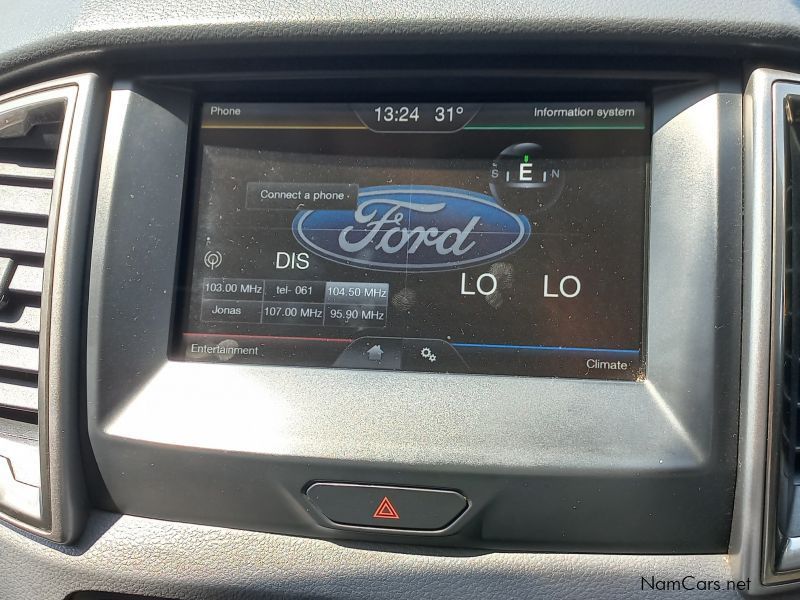 Phone
13:24 31°
Information system
S E N
Connect a phone
Ford
DIS
LO LO
103.00 MHz tel- 061 104.50 MHz
Jonas 107.00 MHz 95.90 MHz
Entertainment
Climate
NamCars.net